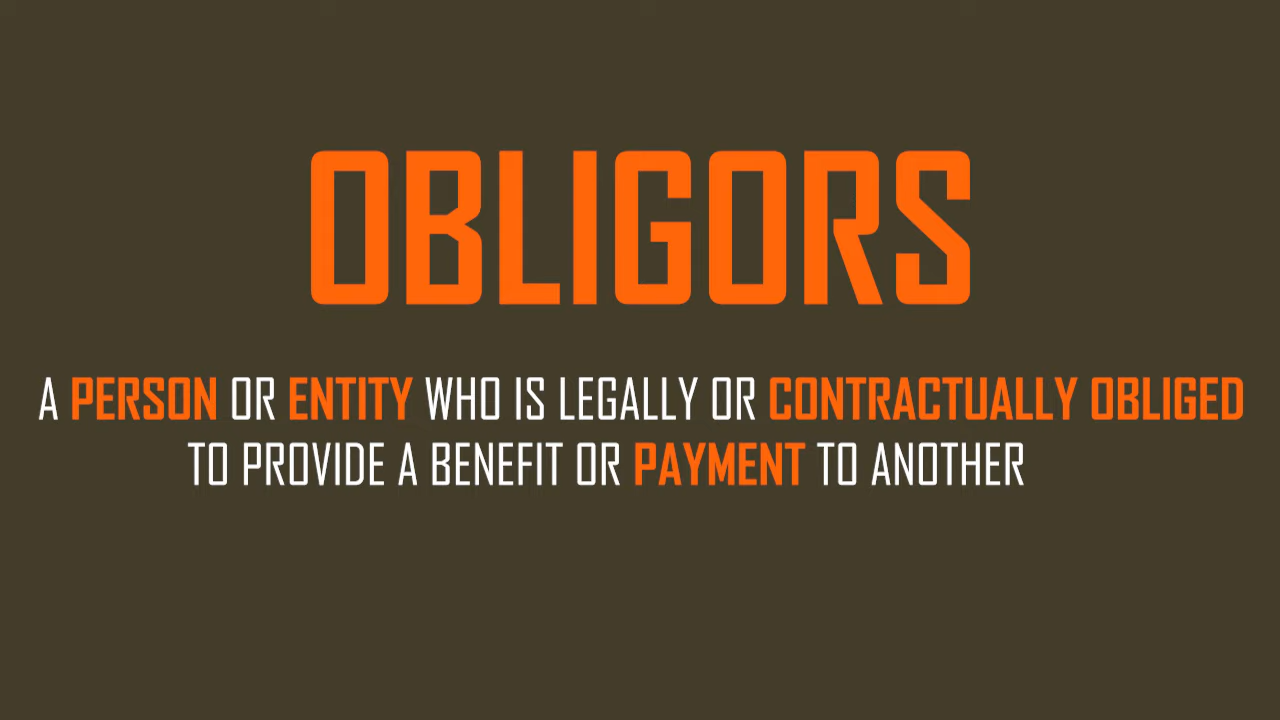 OBLIGORS
A PERSON OR ENTITY WHO IS LEGALLY OR CONTRACTUALLY OBLIGED
TO PROVIDE A BENEFIT OR PAYMENT TO ANOTHER